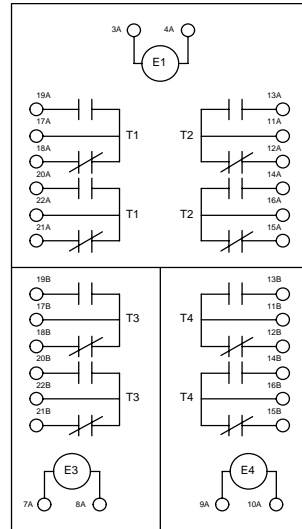 3A 4A
E1
19A 13A
17A 11A
T1 T2
18A 12A
20A 14A
22A 16A
T1 T2
21A 15A
19B 13B
17B 11B
T3 T4
18B 12B
20B 14B
22B 16B
T3 T4
21B 15B
E3 E4
7A 8A 9A 10A